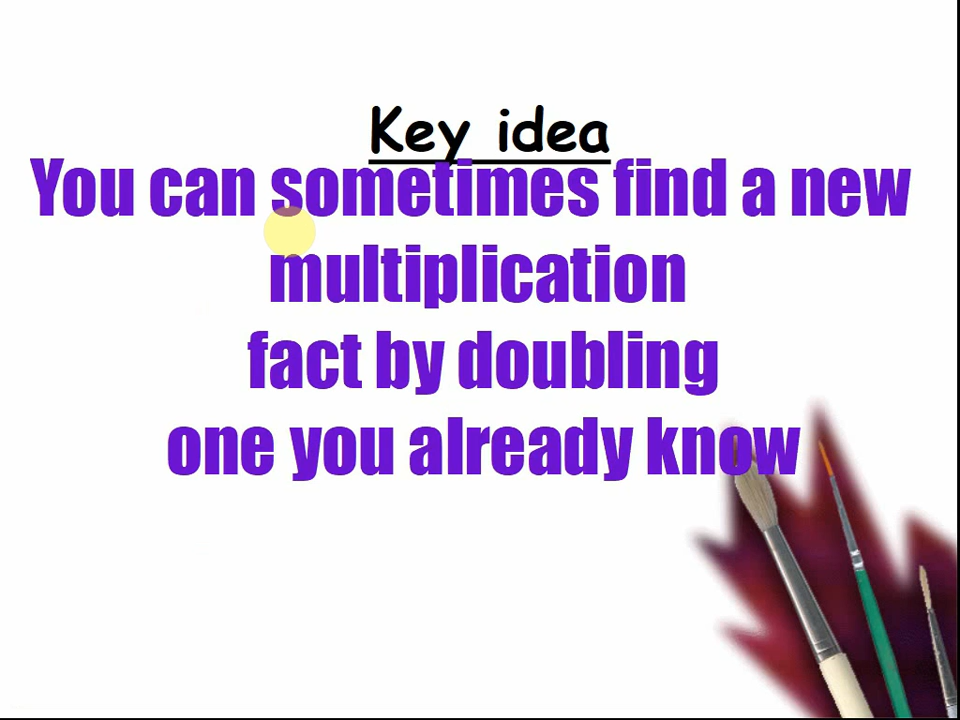 Key idea
You can sometimes find a new
multiplication
fact by doubling
one you already know